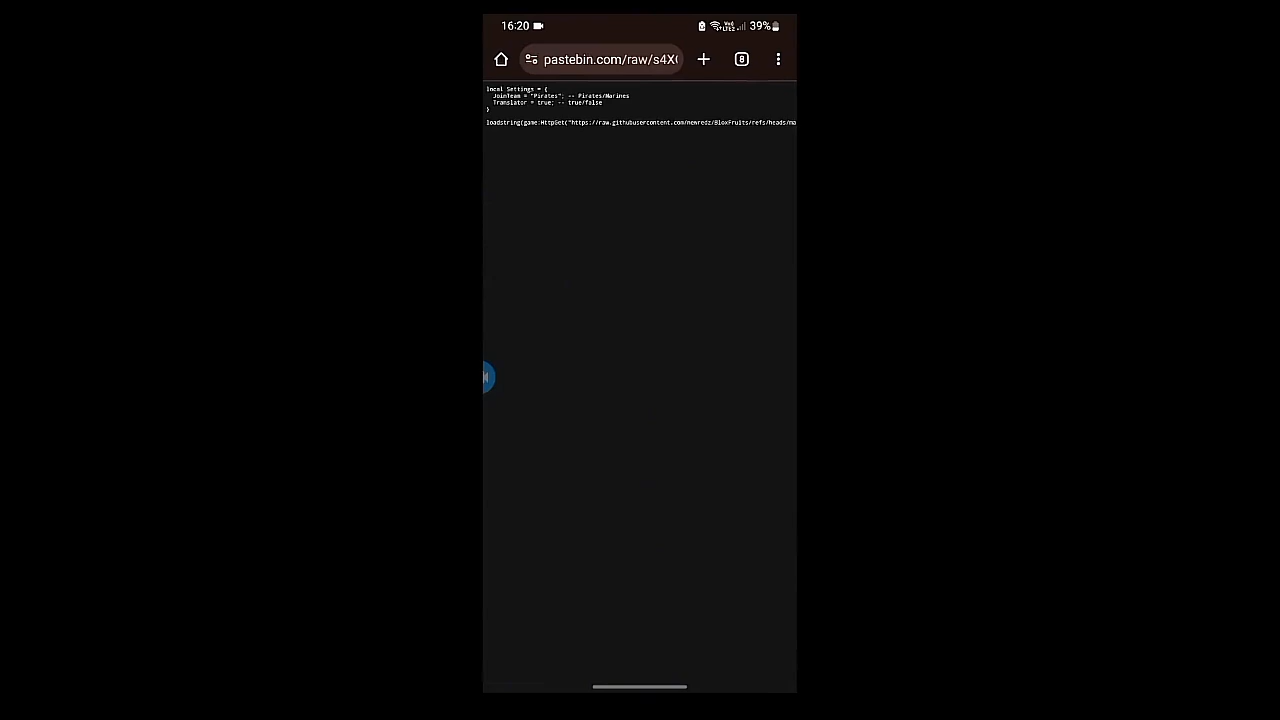 16:20 39%
pastebin.com/raw/s4X
8
local Settings = {
JoinTeam = "Pirates"; -- Pirates/Marines
Translator = true; -- true/false
}
loadstring(game:HttpGet("https://raw.githubusercontent.com/newredz/BloxFruits/refs/heads/ma